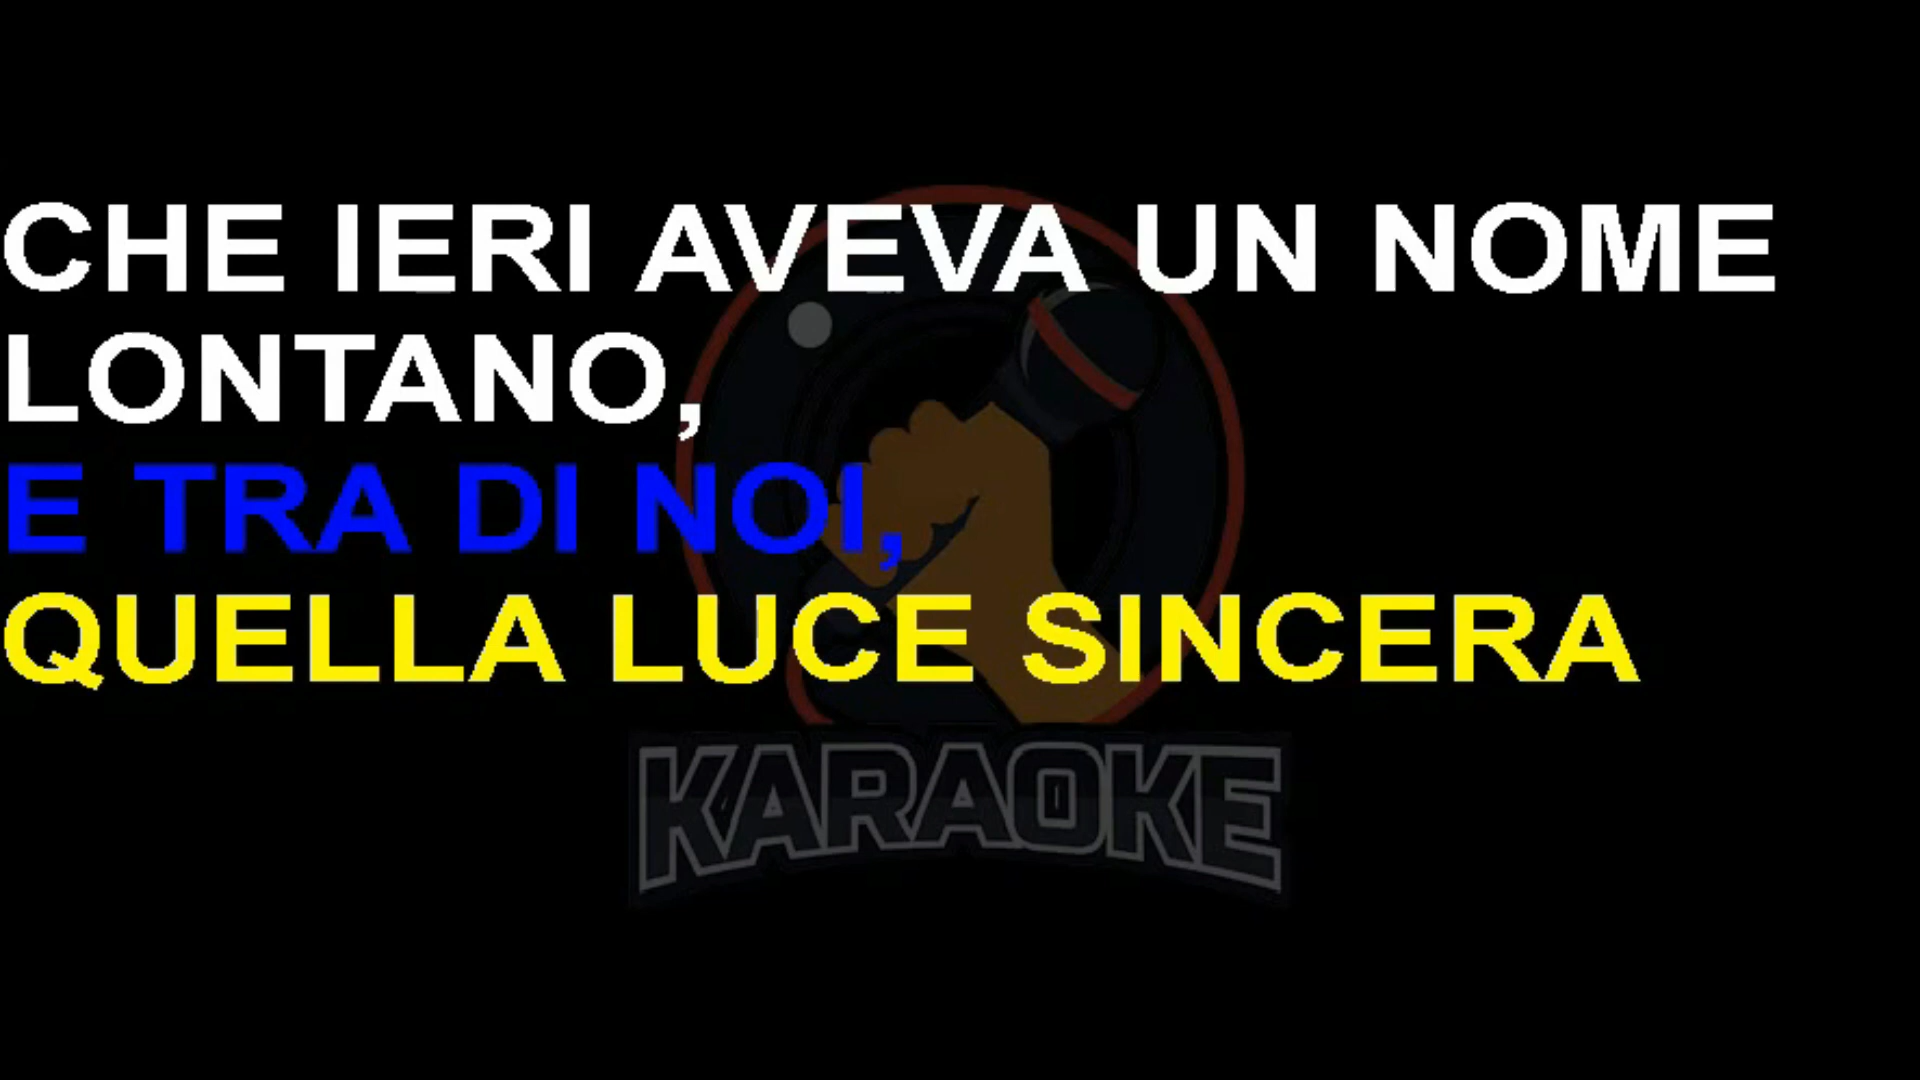 CHE IERI AVEVA UN NOME
LONTANO,
E TRA DI NOI,
QUELLA LUCE SINCERA
KARAOKE